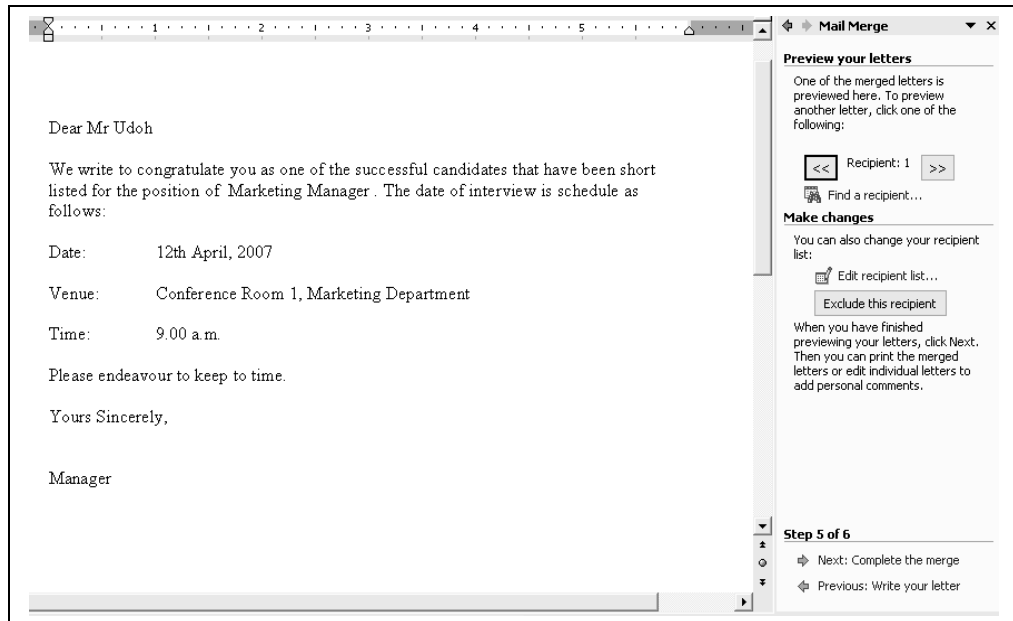 1 2 3 4 5
Dear Mr Udoh
We write to congratulate you as one of the successful candidates that have been short
listed for the position of Marketing Manager . The date of interview is schedule as
follows:
Date: 12th April, 2007
Venue: Conference Room 1, Marketing Department
Time: 9.00 a.m.
Please endeavour to keep to time.
Yours Sincerely,
Manager
Mail Merge
Preview your letters
One of the merged letters is
previewed here. To preview
another letter, click one of the
following:
<< Recipient: 1 >>
Find a recipient...
Make changes
You can also change your recipient
list:
Edit recipient list...
Exclude this recipient
When you have finished
previewing your letters, click Next.
Then you can print the merged
letters or edit individual letters to
add personal comments.
Step 5 of 6
Next: Complete the merge
Previous: Write your letter